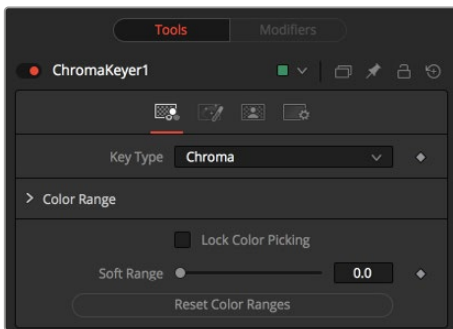 Tools Modifiers
ChromaKeyer1
Key Type Chroma
Color Range
Lock Color Picking
Soft Range 0.0
Reset Color Ranges